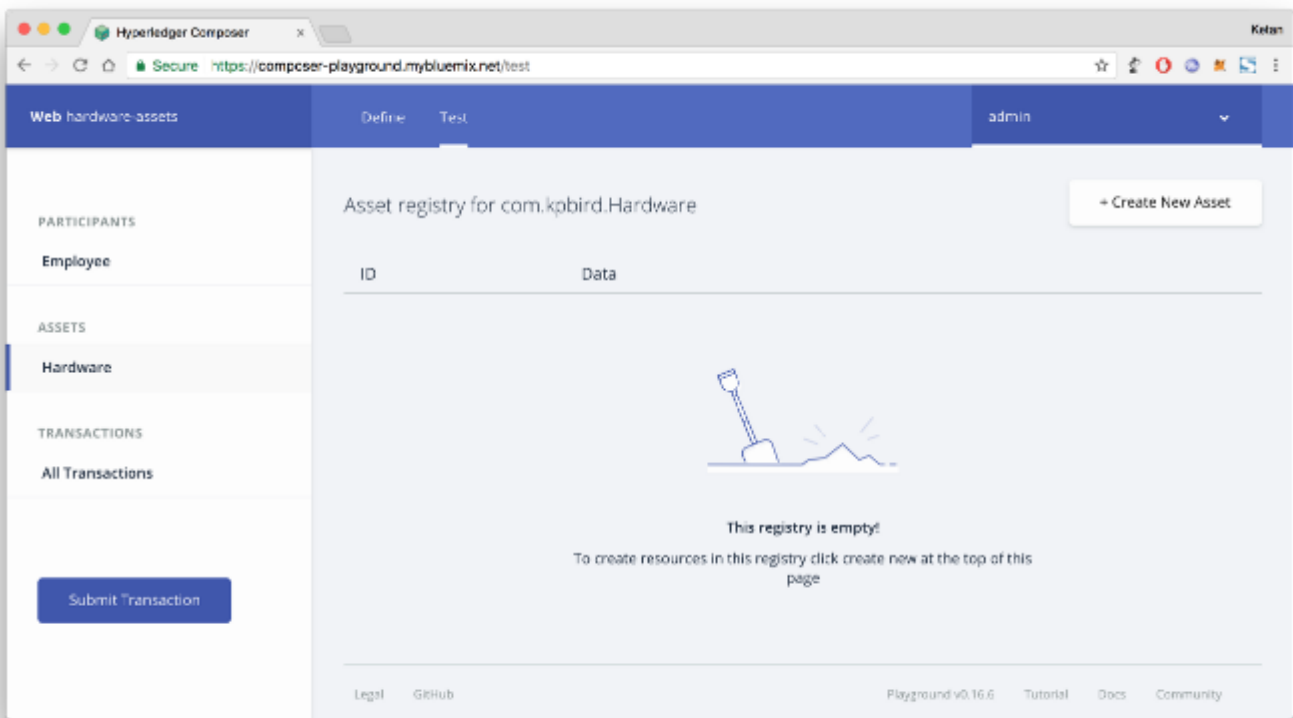 Hyperledger Composer
Ketan
Secure https://composer-playground.mybluemix.net/test
Web hardware-assets
Define Test
admin
Asset registry for com.kpbird.Hardware
+ Create New Asset
PARTICIPANTS
Employee
ID Data
ASSETS
Hardware
TRANSACTIONS
All Transactions
This registry is empty!
To create resources in this registry click create new at the top of this
page
Submit Transaction
Legal GitHub Playground v0.16.6 Tutorial Docs Community